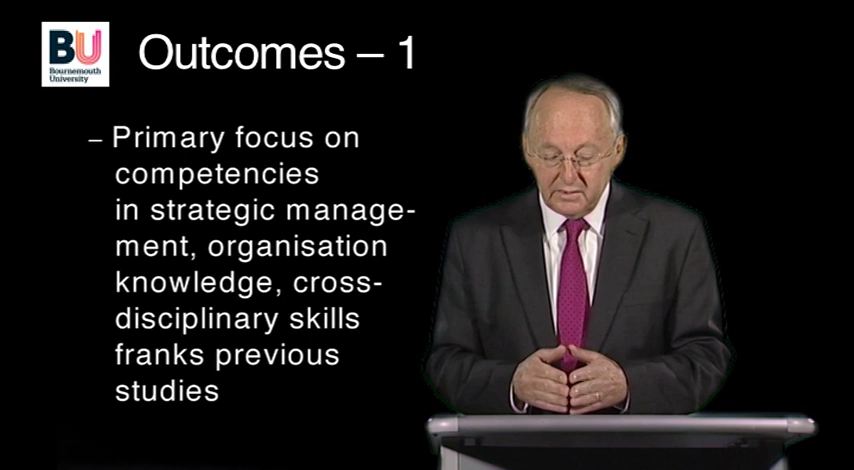 BU
Bournemouth
University
Outcomes – 1
– Primary focus on
competencies
in strategic manage-
ment, organisation
knowledge, cross-
disciplinary skills
franks previous
studies